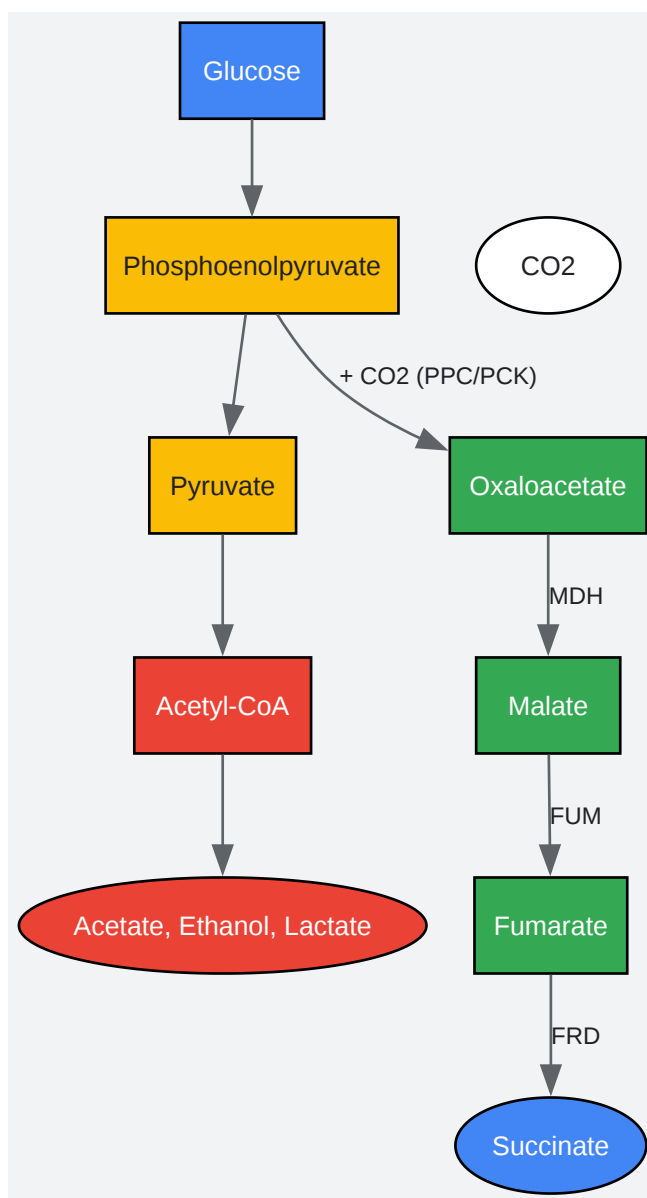 Glucose
Phosphoenolpyruvate
CO2
+ CO2 (PPC/PCK)
Pyruvate
Oxaloacetate
MDH
Acetyl-CoA
Malate
FUM
Acetate, Ethanol, Lactate
Fumarate
FRD
Succinate